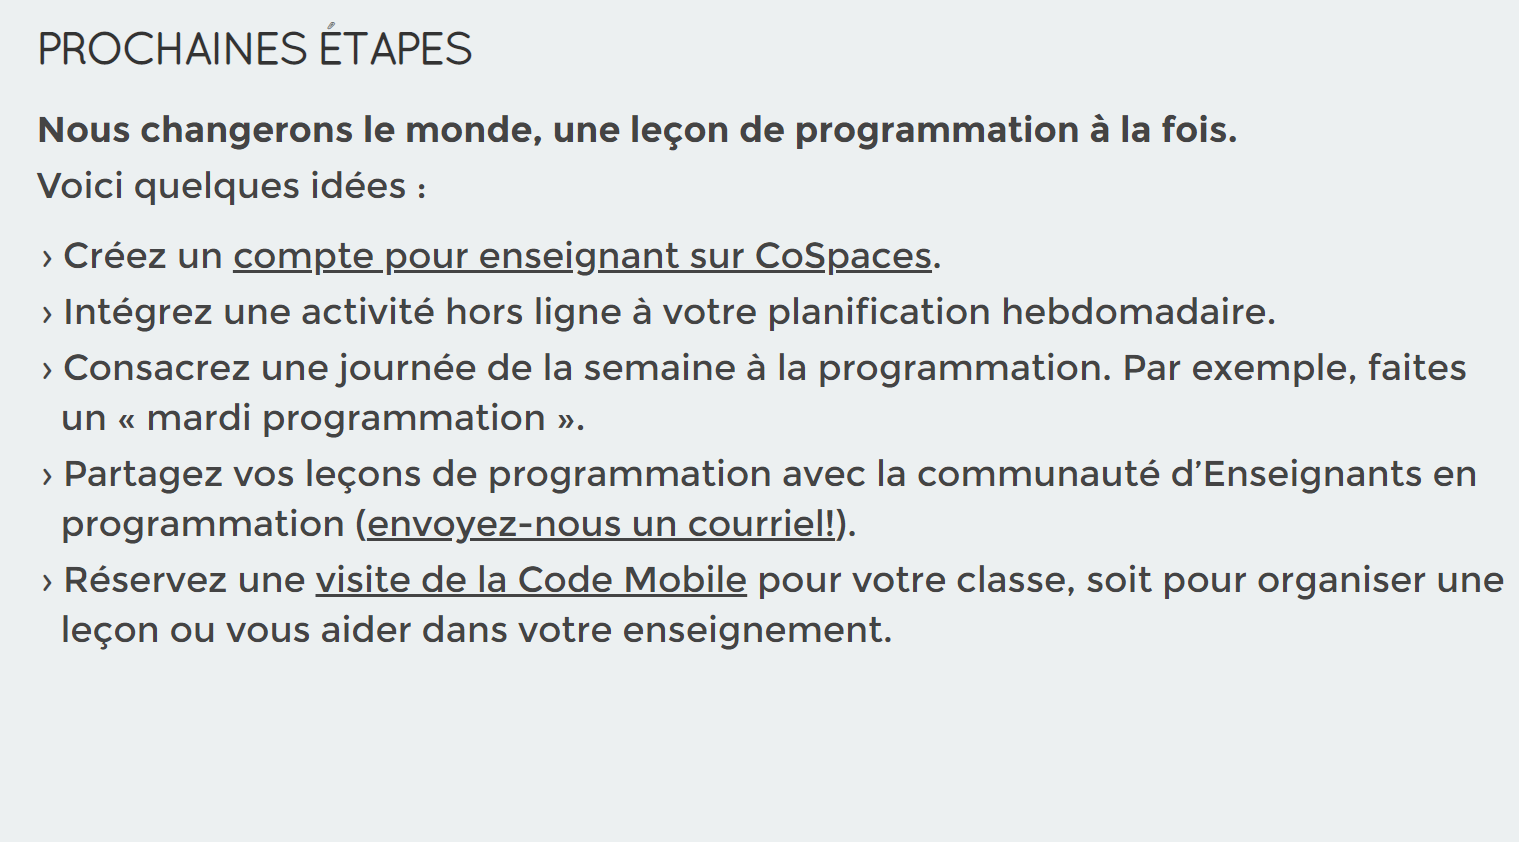 PROCHAINES ÉTAPES
Nous changerons le monde, une leçon de programmation à la fois.
Voici quelques idées :
› Créez un compte pour enseignant sur CoSpaces.
› Intégrez une activité hors ligne à votre planification hebdomadaire.
› Consacrez une journée de la semaine à la programmation. Par exemple, faites
un « mardi programmation ».
› Partagez vos leçons de programmation avec la communauté d’Enseignants en
programmation (envoyez-nous un courriel!).
› Réservez une visite de la Code Mobile pour votre classe, soit pour organiser une
leçon ou vous aider dans votre enseignement.